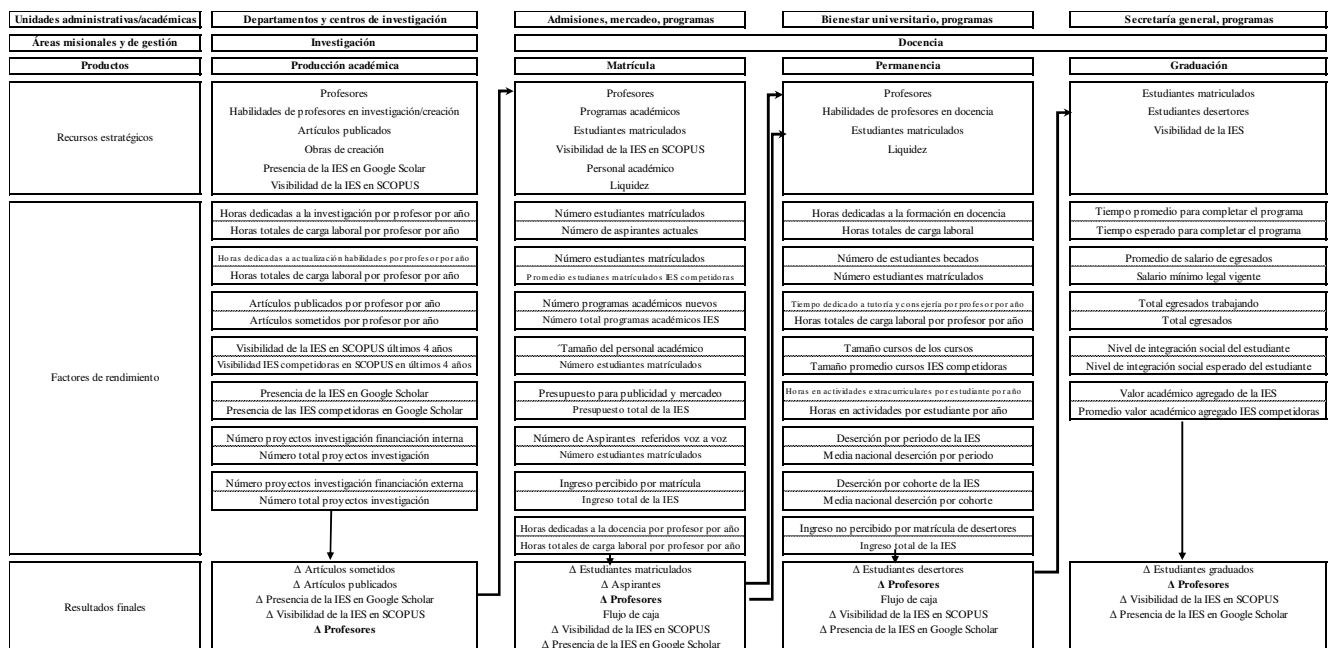 Unidades administrativas/académicas
Departamentos y centros de investigación
Admisiones, mercadeo, programas
Bienestar universitario, programas
Secretaría general, programas
Áreas misionales y de gestión
Investigación
Docencia
Productos
Producción académica
Matrícula
Permanencia
Graduación
Recursos estratégicos
Profesores
Habilidades de profesores en investigación/creación
Artículos publicados
Obras de creación
Presencia de la IES en Google Scolar
Visibilidad de la IES en SCOPUS
Profesores
Programas académicos
Estudiantes matriculados
Visibilidad de la IES en SCOPUS
Personal académico
Liquidez
Profesores
Habilidades de profesores en docencia
Estudiantes matriculados
Liquidez
Estudiantes matriculados
Estudiantes desertores
Visibilidad de la IES
Factores de rendimiento
Horas dedicadas a la investigación por profesor por año
Horas totales de carga laboral por profesor por año
Horas dedicadas a actualización habilidades por profesor por año
Horas totales de carga laboral por profesor por año
Artículos publicados por profesor por año
Artículos sometidos por profesor por año
Visibilidad de la IES en SCOPUS últimos 4 años
Visibilidad IES competidoras en SCOPUS en últimos 4 años
Presencia de la IES en Google Scholar
Presencia de las IES competidoras en Google Scholar
Número proyectos investigación financiación interna
Número total proyectos investigación
Número proyectos investigación financiación externa
Número total proyectos investigación
Número estudiantes matrículados
Número de aspirantes actuales
Número estudiantes matrículados
Promedio estudianes matrículados IES competidoras
Número programas académicos nuevos
Número total programas académicos IES
´Tamaño del personal académico
Número estudiantes matrículados
Presupuesto para publicidad y mercadeo
Presupuesto total de la IES
Número de Aspirantes referidos voz a voz
Número estudiantes matrículados
Ingreso percibido por matrícula
Ingreso total de la IES
Horas dedicadas a la docencia por profesor por año
Horas totales de carga laboral por profesor por año
Horas dedicadas a la formación en docencia
Horas totales de carga laboral
Número de estudiantes becados
Número estudiantes matrículados
Tiempo dedicado a tutoría y consejería por profesor por año
Horas totales de carga laboral por profesor por año
Tamaño cursos de los cursos
Tamaño promedio cursos IES competidoras
Horas en actividades extracurriculares por estudiante por año
Horas en actividades por estudiante por año
Deserción por periodo de la IES
Media nacional deserción por periodo
Deserción por cohorte de la IES
Media nacional deserción por cohorte
Ingreso no percibido por matrícula de desertores
Ingreso total de la IES
Tiempo promedio para completar el programa
Tiempo esperado para completar el programa
Promedio de salario de egresados
Salario mínimo legal vigente
Total egresados trabajando
Total egresados
Nivel de integración social del estudiante
Nivel de integración social esperado del estudiante
Valor académico agregado de la IES
Promedio valor académico agregado IES competidoras
Resultados finales
Δ Artículos sometidos
Δ Artículos publicados
Δ Presencia de la IES en Google Scholar
Δ Visibilidad de la IES en SCOPUS
Δ Profesores
Δ Estudiantes matriculados
Δ Aspirantes
Δ Profesores
Flujo de caja
Δ Visibilidad de la IES en SCOPUS
Δ Presencia de la IES en Google Scholar
Δ Estudiantes desertores
Δ Profesores
Flujo de caja
Δ Visibilidad de la IES en SCOPUS
Δ Presencia de la IES en Google Scholar
Δ Estudiantes graduados
Δ Profesores
Δ Visibilidad de la IES en SCOPUS
Δ Presencia de la IES en Google Scholar